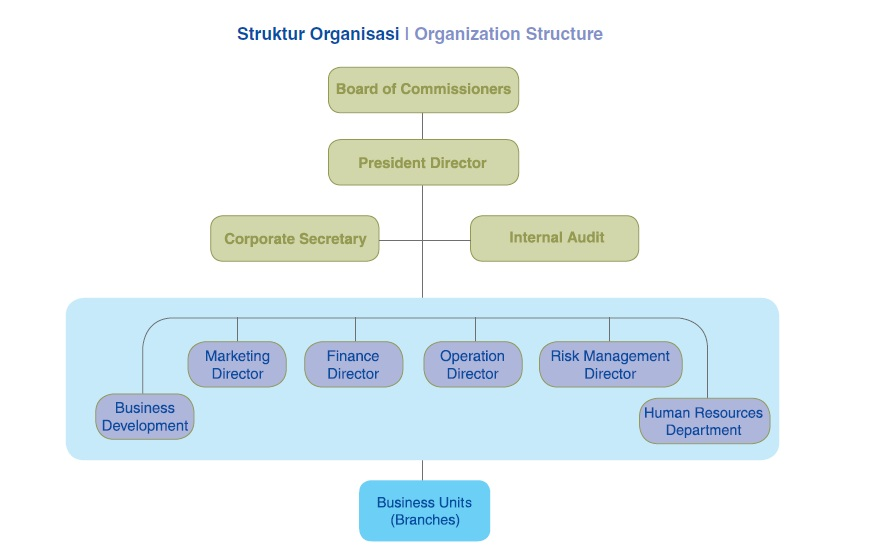 Struktur Organisasi | Organization Structure
Board of Commissioners
President Director
Corporate Secretary
Internal Audit
Marketing
Director
Finance
Director
Operation
Director
Risk Management
Director
Business
Development
Human Resources
Department
Business Units
(Branches)